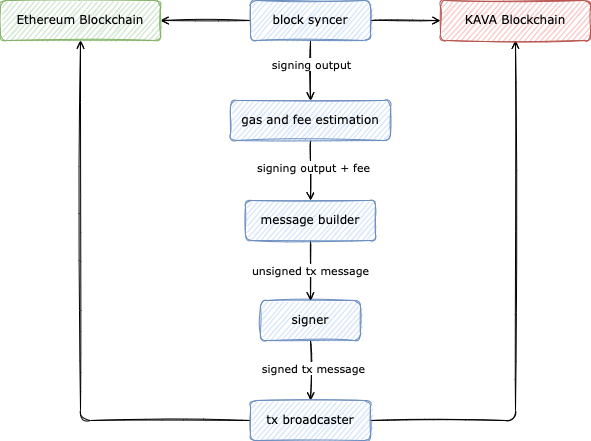 Ethereum Blockchain
block syncer
KAVA Blockchain
signing output
gas and fee estimation
signing output + fee
message builder
unsigned tx message
signer
signed tx message
tx broadcaster